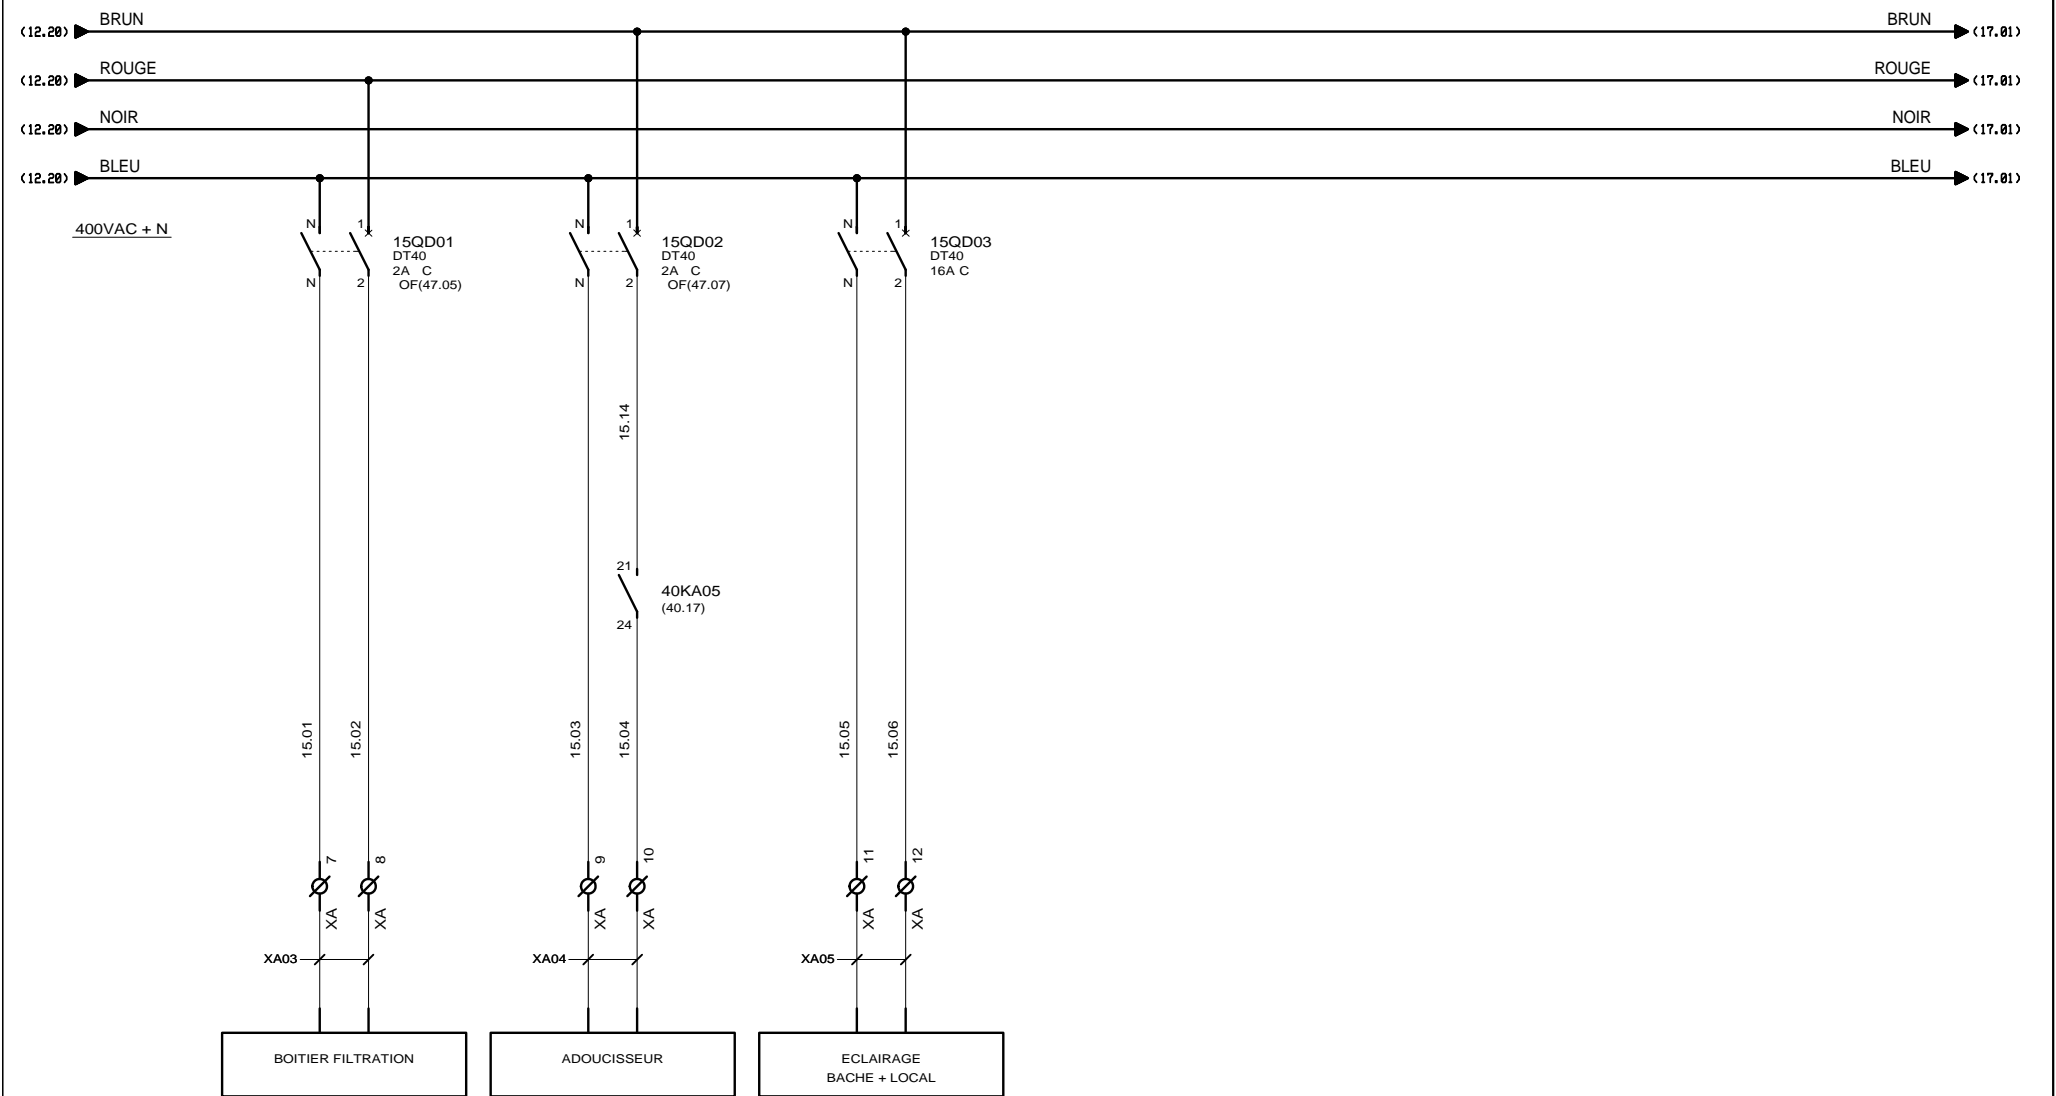 BRUN BRUN
(12.20) (17.01)
ROUGE ROUGE
(12.20) (17.01)
NOIR NOIR
(12.20) (17.01)
BLEU BLEU
(12.20) (17.01)
400VAC + N
N 1 N 1 N 1
15QD01 15QD02 15QD03
DT40 DT40 DT40
2A C 2A C 16A C
OF(47.05) OF(47.07)
N 2 N 2 N 2
15.14
21
40KA05
(40.17)
24
15.01 15.02 15.03 15.04 15.05 15.06
7 8 9 10 11 12
XA XA XA XA XA XA
XA03 XA04 XA05
BOITIER FILTRATION ADOUCISSEUR ECLAIRAGE
BACHE + LOCAL